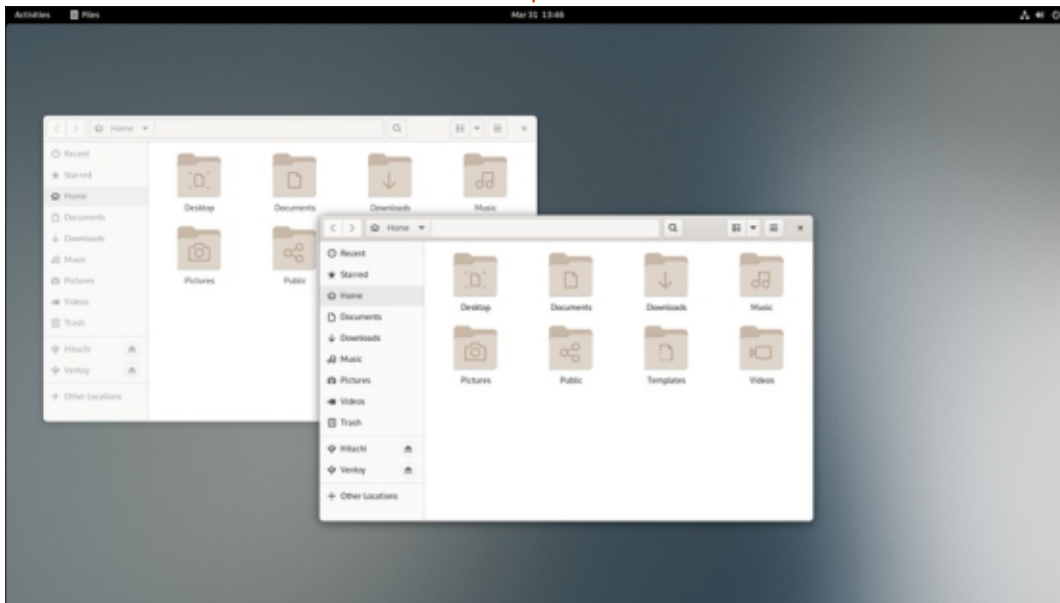 Activities Files Mar 31 13:46
Home
Recent
Starred
Home
Documents
Downloads
Music
Pictures
Videos
Trash
Hitachi
Ventoy
Other Locations
Desktop Documents Downloads Music
Pictures Public
Home
Recent
Starred
Home
Documents
Downloads
Music
Pictures
Videos
Trash
Hitachi
Ventoy
Other Locations
Desktop Documents Downloads Music
Pictures Public Templates Videos